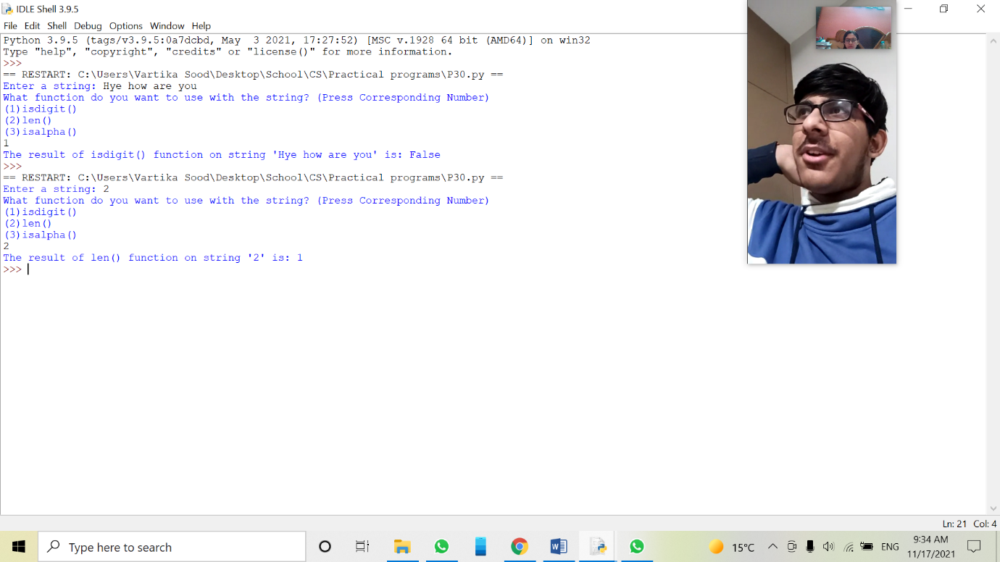 IDLE Shell 3.9.5
File Edit Shell Debug Options Window Help
Python 3.9.5 (tags/v3.9.5:0a7dcbd, May  3 2021, 17:27:52) [MSC v.1928 64 bit (AMD64)] on win32
Type "help", "copyright", "credits" or "license()" for more information.
>>>
== RESTART: C:\Users\Vartika Sood\Desktop\School\CS\Practical programs\P30.py ==
Enter a string: Hye how are you
What function do you want to use with the string? (Press Corresponding Number)
(1)isdigit()
(2)len()
(3)isalpha()
1
The result of isdigit() function on string 'Hye how are you' is: False
>>>
== RESTART: C:\Users\Vartika Sood\Desktop\School\CS\Practical programs\P30.py ==
Enter a string: 2
What function do you want to use with the string? (Press Corresponding Number)
(1)isdigit()
(2)len()
(3)isalpha()
2
The result of len() function on string '2' is: 1
>>>
Ln: 21 Col: 4
Type here to search
15°C
ENG
9:34 AM
11/17/2021